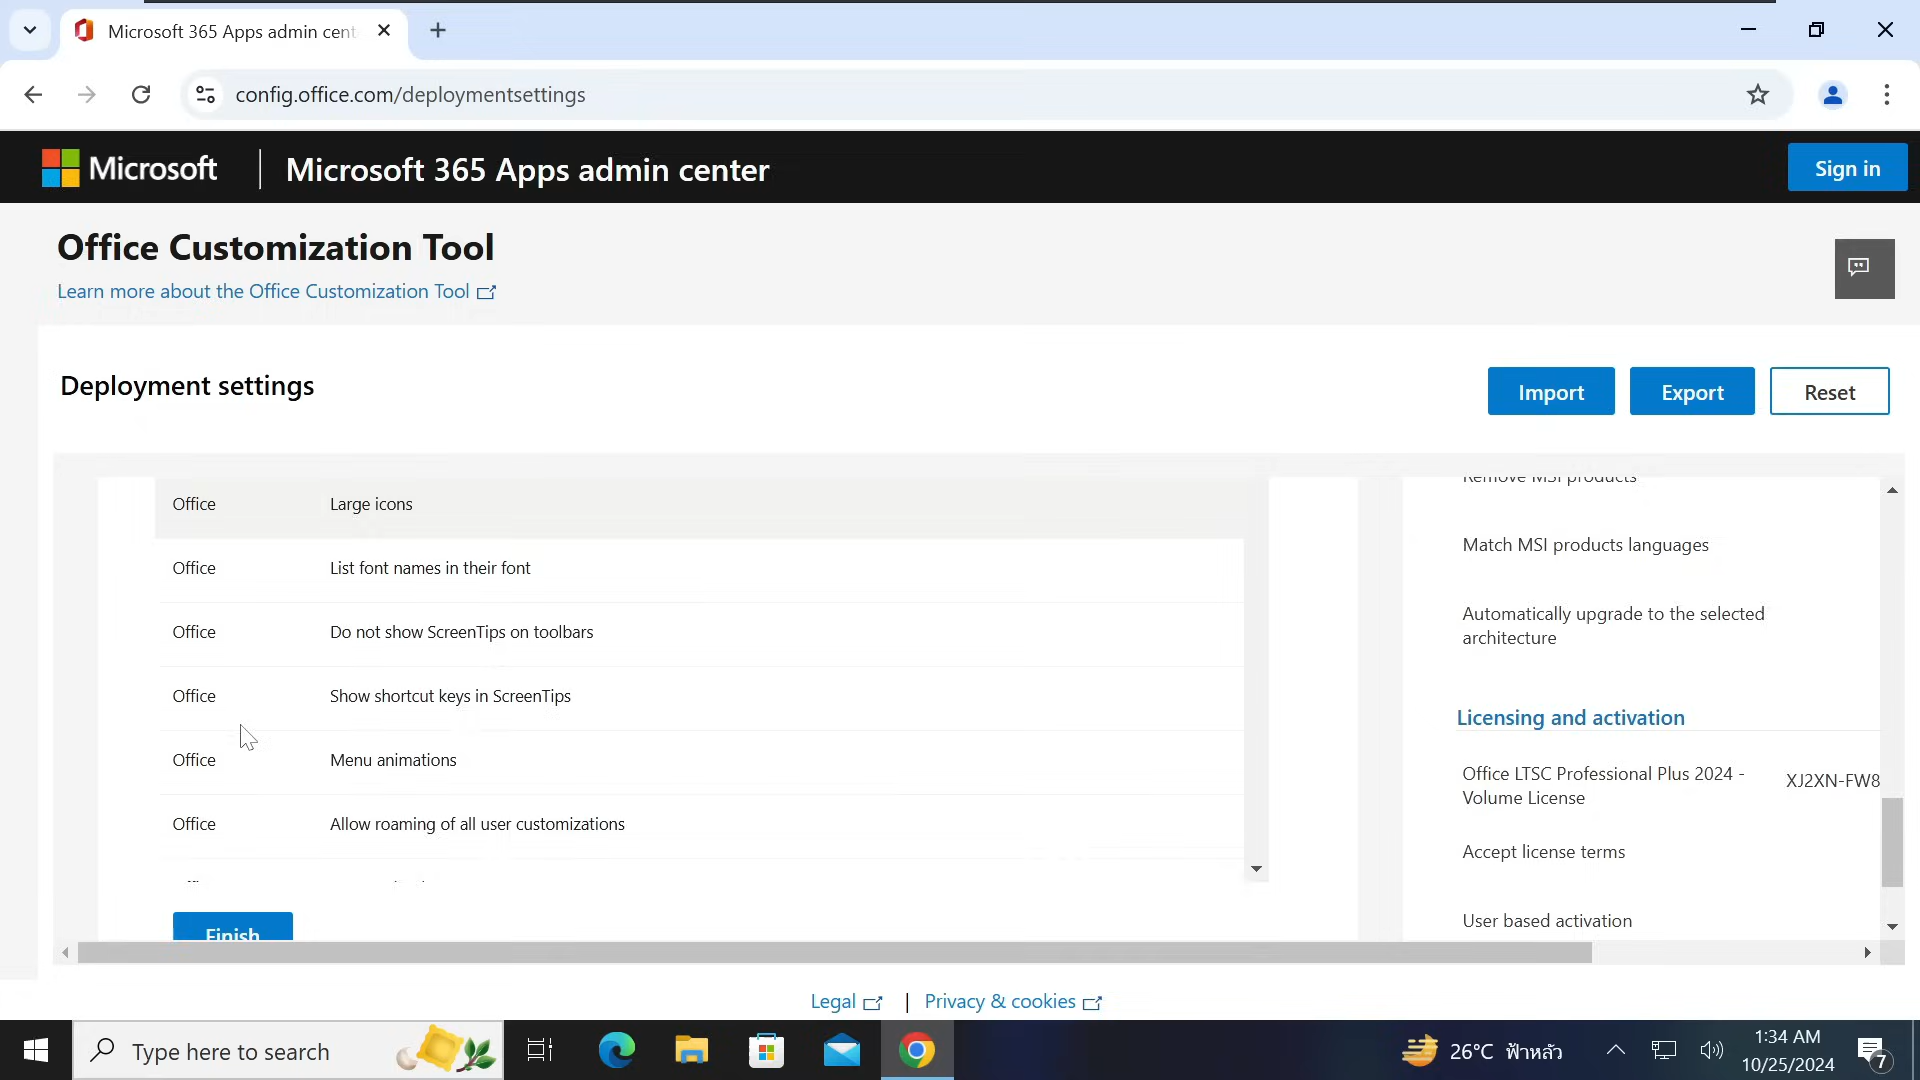 Microsoft 365 Apps admin cent
config.office.com/deploymentsettings
Microsoft
Microsoft 365 Apps admin center
Sign in
Office Customization Tool
Learn more about the Office Customization Tool
Deployment settings
Import
Export
Reset
Office Large icons
Office List font names in their font
Office Do not show ScreenTips on toolbars
Office Show shortcut keys in ScreenTips
Office Menu animations
Office Allow roaming of all user customizations
Finish
Remove MSI products
Match MSI products languages
Automatically upgrade to the selected
architecture
Licensing and activation
Office LTSC Professional Plus 2024 -
Volume License
XJ2XN-FW8
Accept license terms
User based activation
Legal | Privacy & cookies
Type here to search
26°C ฟ้าหลัว
1:34 AM
10/25/2024
7